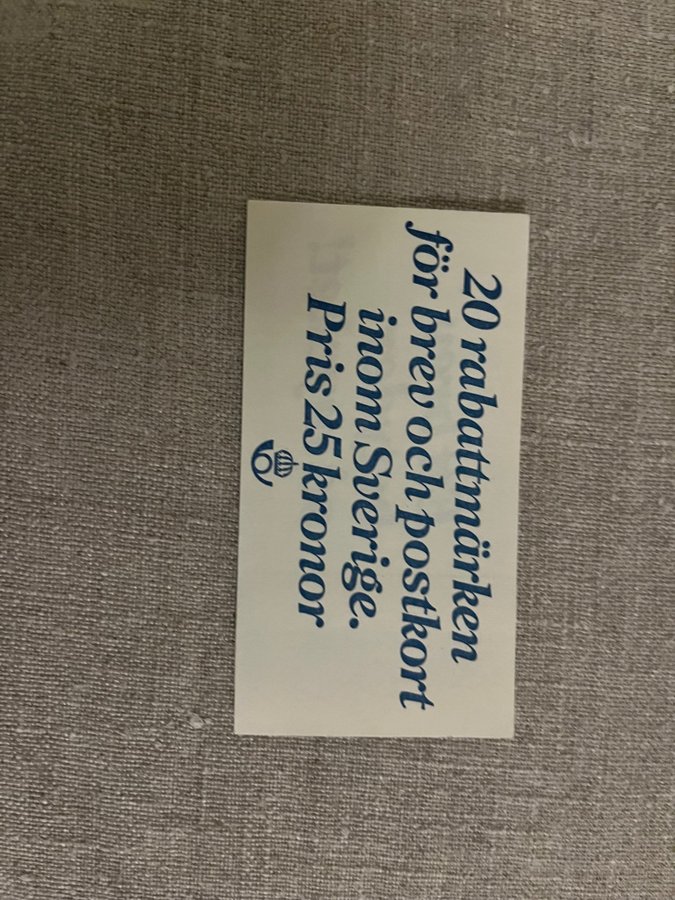 20 rabattmärken
för brev och postkort
inom Sverige.
Pris 25 kronor